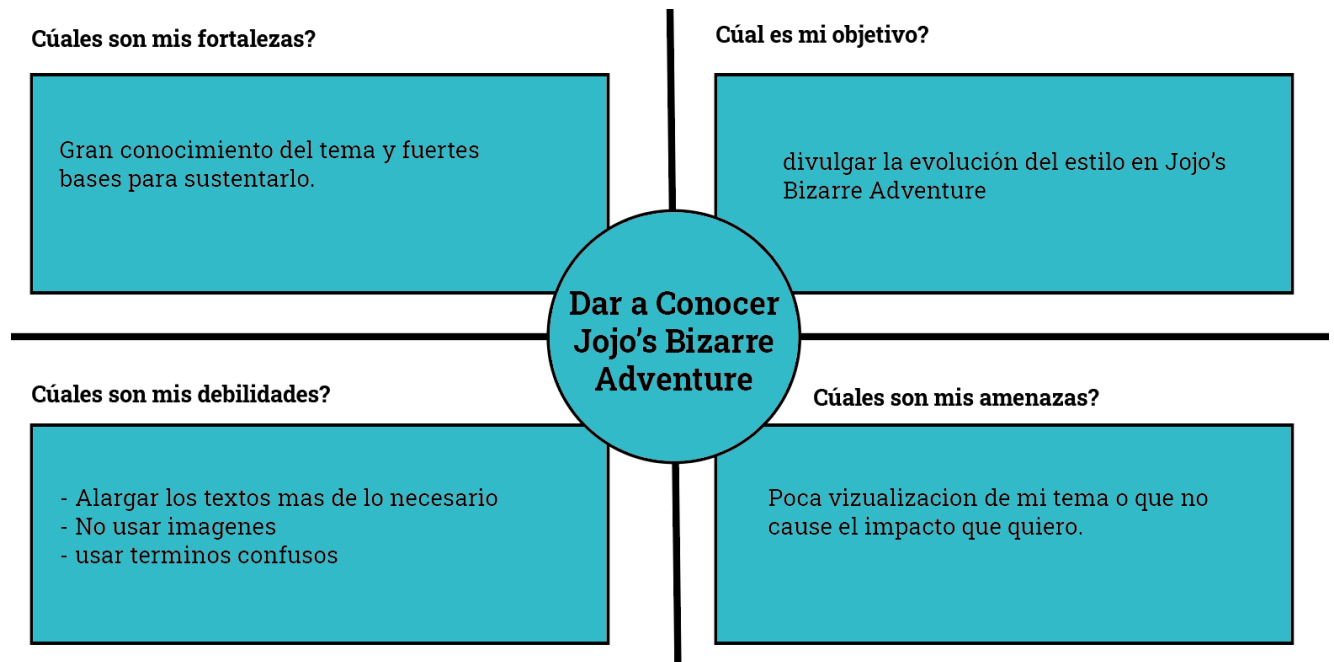 Cúales son mis fortalezas?
Gran conocimiento del tema y fuertes
bases para sustentarlo.
Cúal es mi objetivo?
divulgar la evolución del estilo en Jojo’s
Bizarre Adventure
Dar a Conocer
Jojo’s Bizarre
Adventure
Cúales son mis debilidades?
- Alargar los textos mas de lo necesario
- No usar imagenes
- usar terminos confusos
Cúales son mis amenazas?
Poca vizualizacion de mi tema o que no
cause el impacto que quiero.